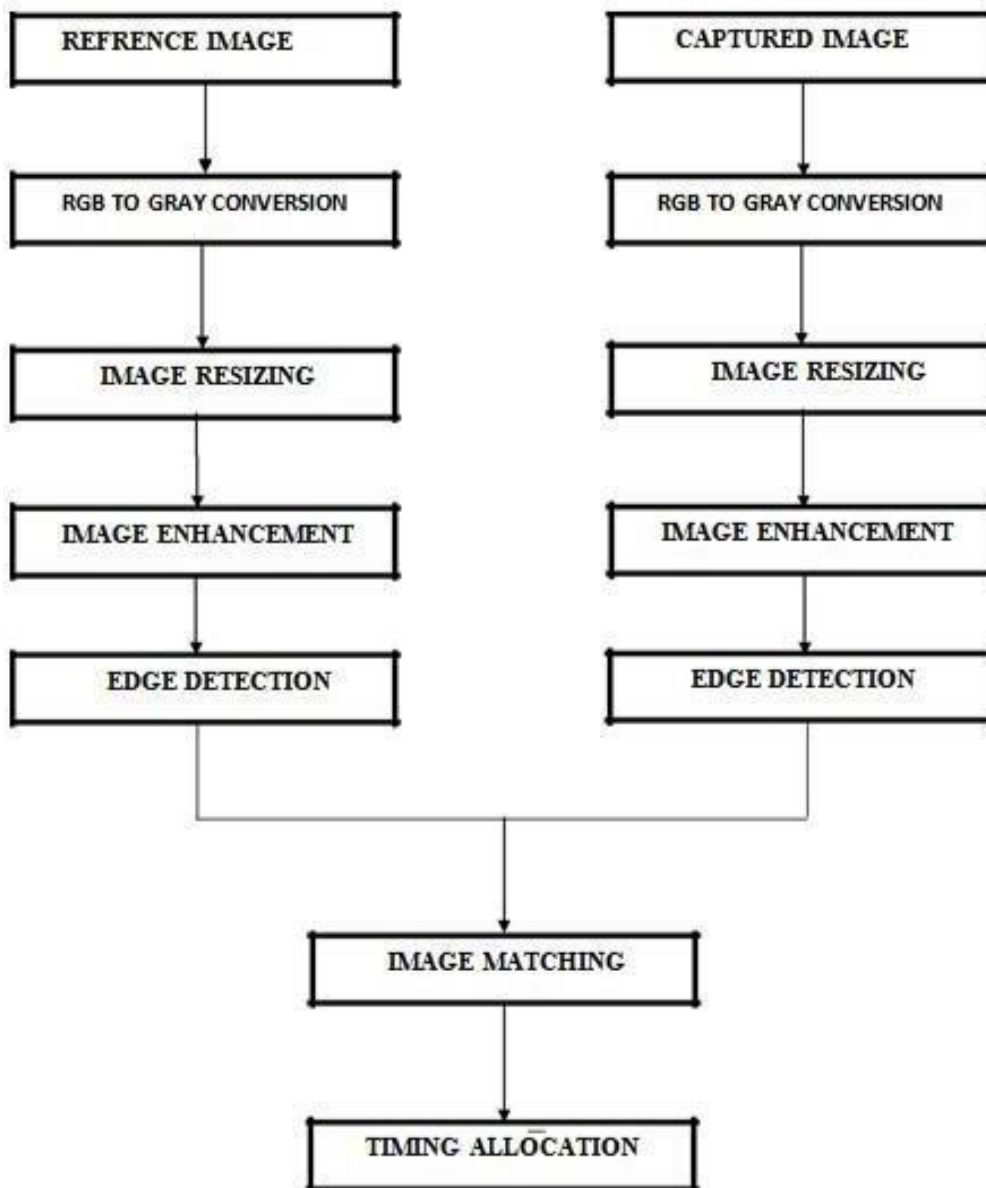 REFRENCE IMAGE
CAPTURED IMAGE
RGB TO GRAY CONVERSION
RGB TO GRAY CONVERSION
IMAGE RESIZING
IMAGE RESIZING
IMAGE ENHANCEMENT
IMAGE ENHANCEMENT
EDGE DETECTION
EDGE DETECTION
IMAGE MATCHING
TIMING ALLOCATION